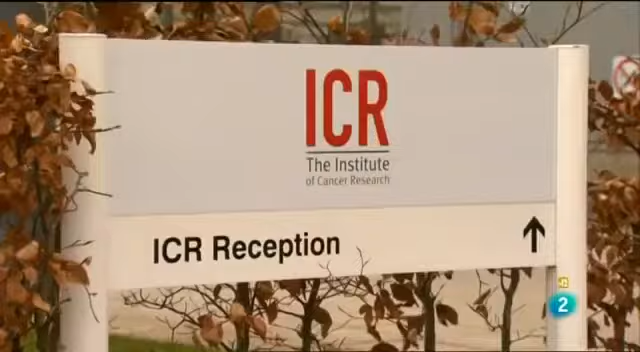 ICR
The Institute
of Cancer Research
ICR Reception
2